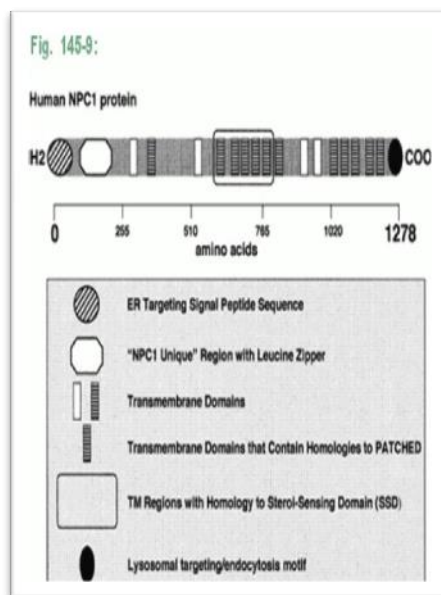 Fig. 145-9:
Human NPC1 protein
H2 COO
0 255 510 765 1020 1278
amino acids
ER Targeting Signal Peptide Sequence
"NPC1 Unique" Region with Leucine Zipper
Transmembrane Domains
Transmembrane Domains that Contain Homologies to PATCHED
TM Regions with Homology to Sterol-Sensing Domain (SSD)
Lysosomal targeting/endocytosis motif